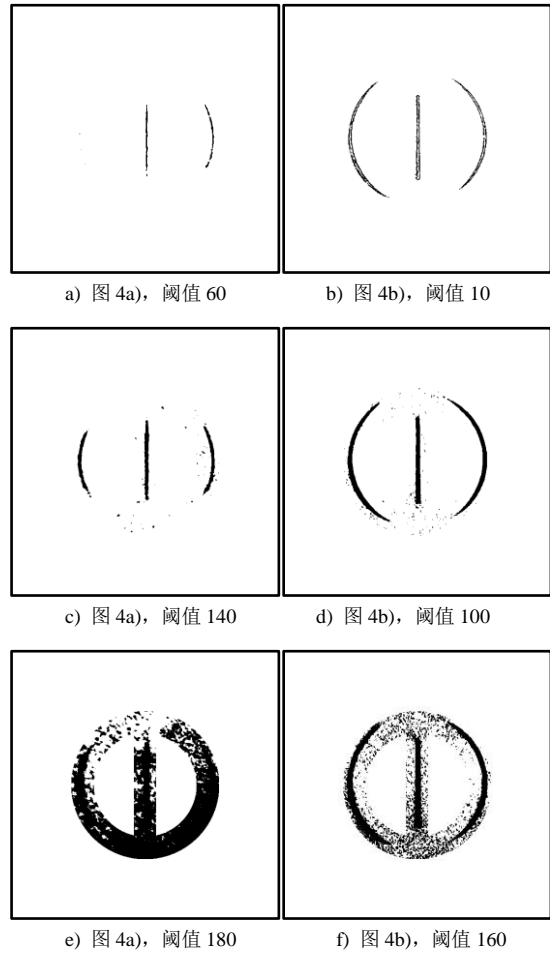 a) 图 4a)，阈值 60
b) 图 4b)，阈值 10
c) 图 4a)，阈值 140
d) 图 4b)，阈值 100
e) 图 4a)，阈值 180
f) 图 4b)，阈值 160